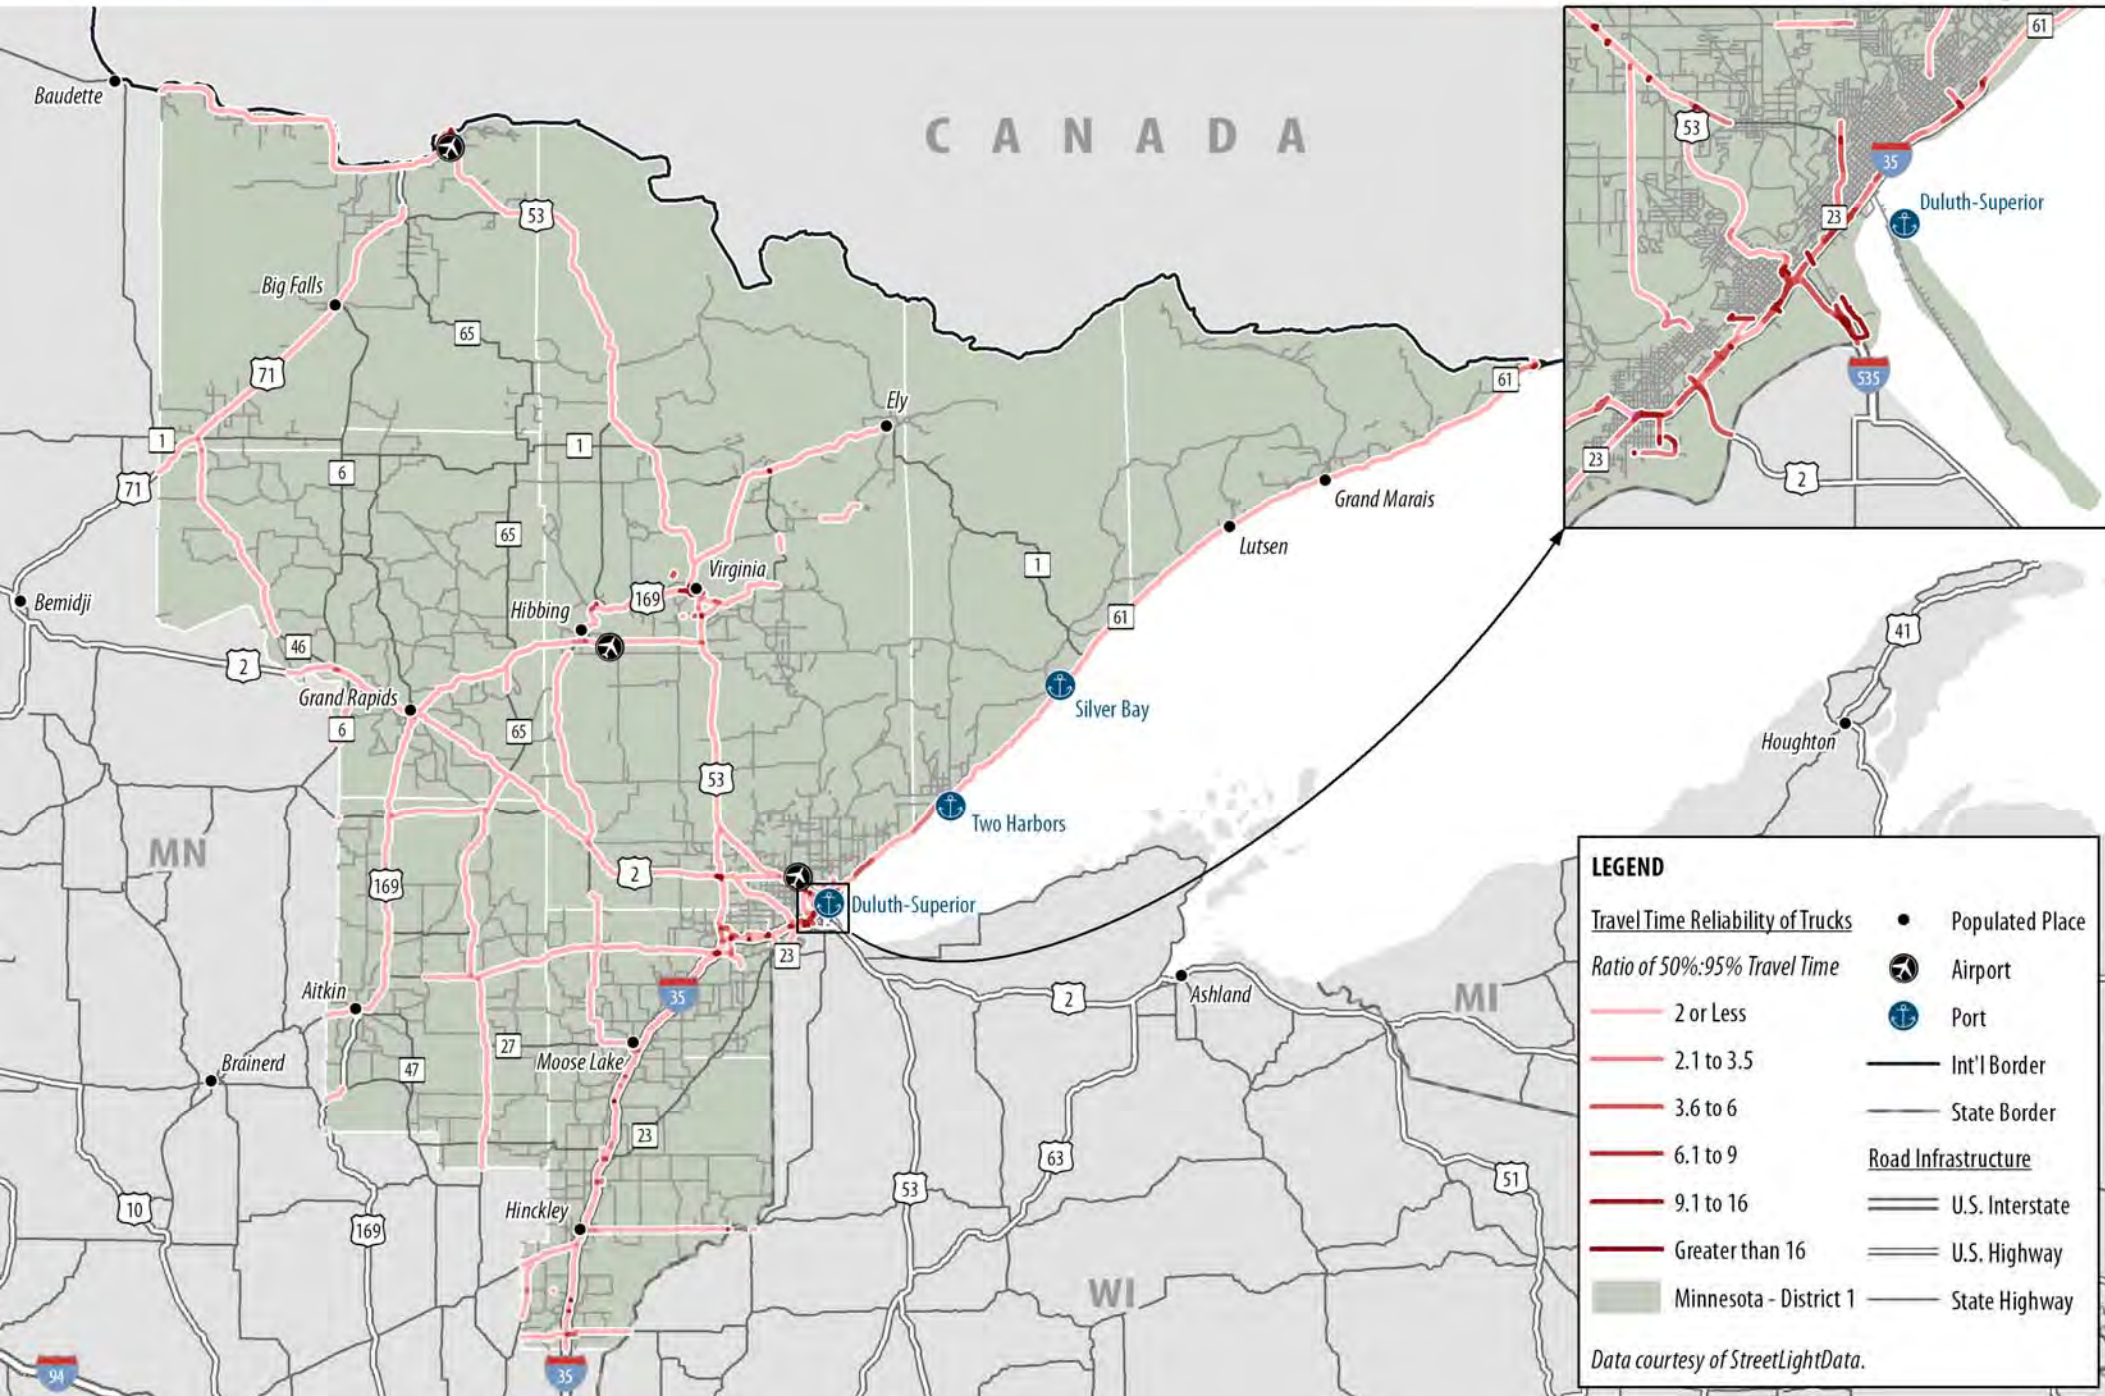 CANADA
Baudette
53
Big Falls
65
71
Ely
61
1
1
6
71
Grand Marais
65
Lutsen
1
Virginia
Bemidji
169
Hibbing
61
46
2
Grand Rapids
Silver Bay
6
65
53
Two Harbors
MN
2
169
Duluth-Superior
23
Aitkin
35
2
Ashland
MI
27
Moose Lake
Brainerd
47
23
63
53
51
10
Hinckley
169
WI
94
35
41
Houghton
61
53
35
Duluth-Superior
23
535
23
2
LEGEND
Travel Time Reliability of Trucks
Ratio of 50%:95% Travel Time
2 or Less
2.1 to 3.5
3.6 to 6
6.1 to 9
9.1 to 16
Greater than 16
Minnesota - District 1
Populated Place
Airport
Port
Int'l Border
State Border
Road Infrastructure
U.S. Interstate
U.S. Highway
State Highway
Data courtesy of StreetLightData.